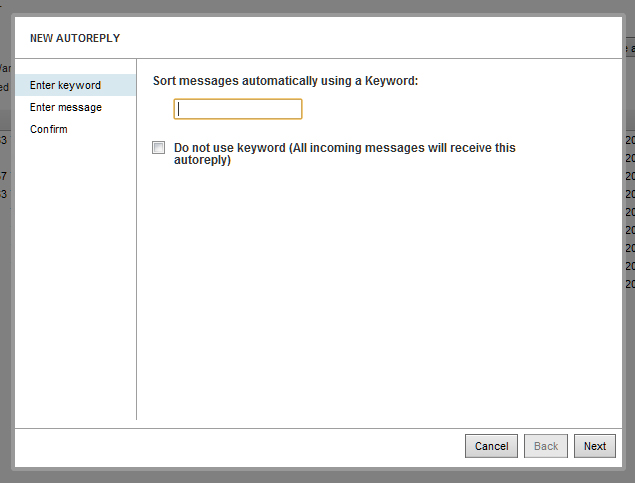 NEW AUTOREPLY
Enter keyword
Enter message
Confirm
Sort messages automatically using a Keyword:
Do not use keyword (All incoming messages will receive this
autoreply)
Cancel
Back
Next